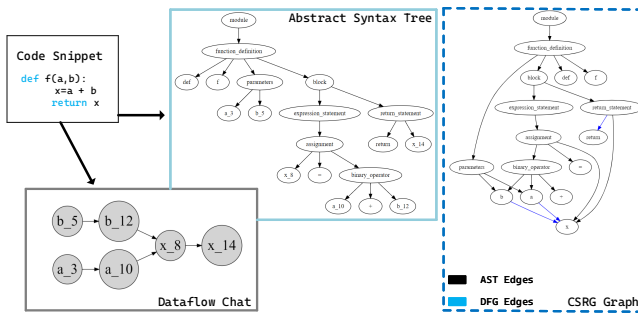 Code Snippet
def f(a,b):
x=a + b
return x
Abstract Syntax Tree
module
function_definition
def
f
parameters
block
a_3
b_5
expression_statement
return_statement
assignment
return
x_14
x_8
=
binary_operator
a_10
+
b_12
b_5
b_12
x_8
x_14
a_3
a_10
Dataflow Chat
module
function_definition
block
def
f
expression_statement
return_statement
assignment
return
parameters
binary_operator
=
b
a
+
x
AST Edges
DFG Edges
CSRG Graph